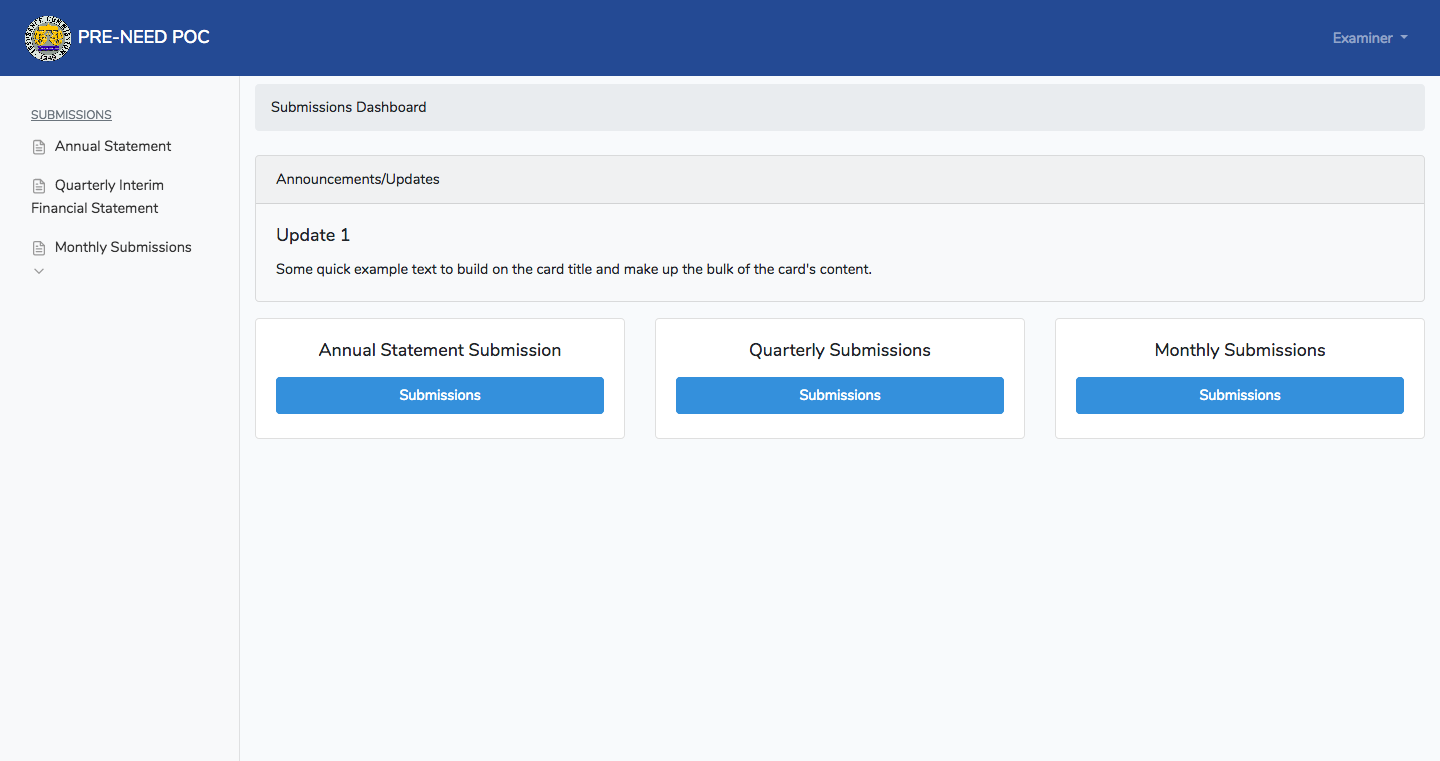 PRE-NEED POC
Examiner
SUBMISSIONS
Annual Statement
Quarterly Interim
Financial Statement
Monthly Submissions
Submissions Dashboard
Announcements/Updates
Update 1
Some quick example text to build on the card title and make up the bulk of the card's content.
Annual Statement Submission
Submissions
Quarterly Submissions
Submissions
Monthly Submissions
Submissions